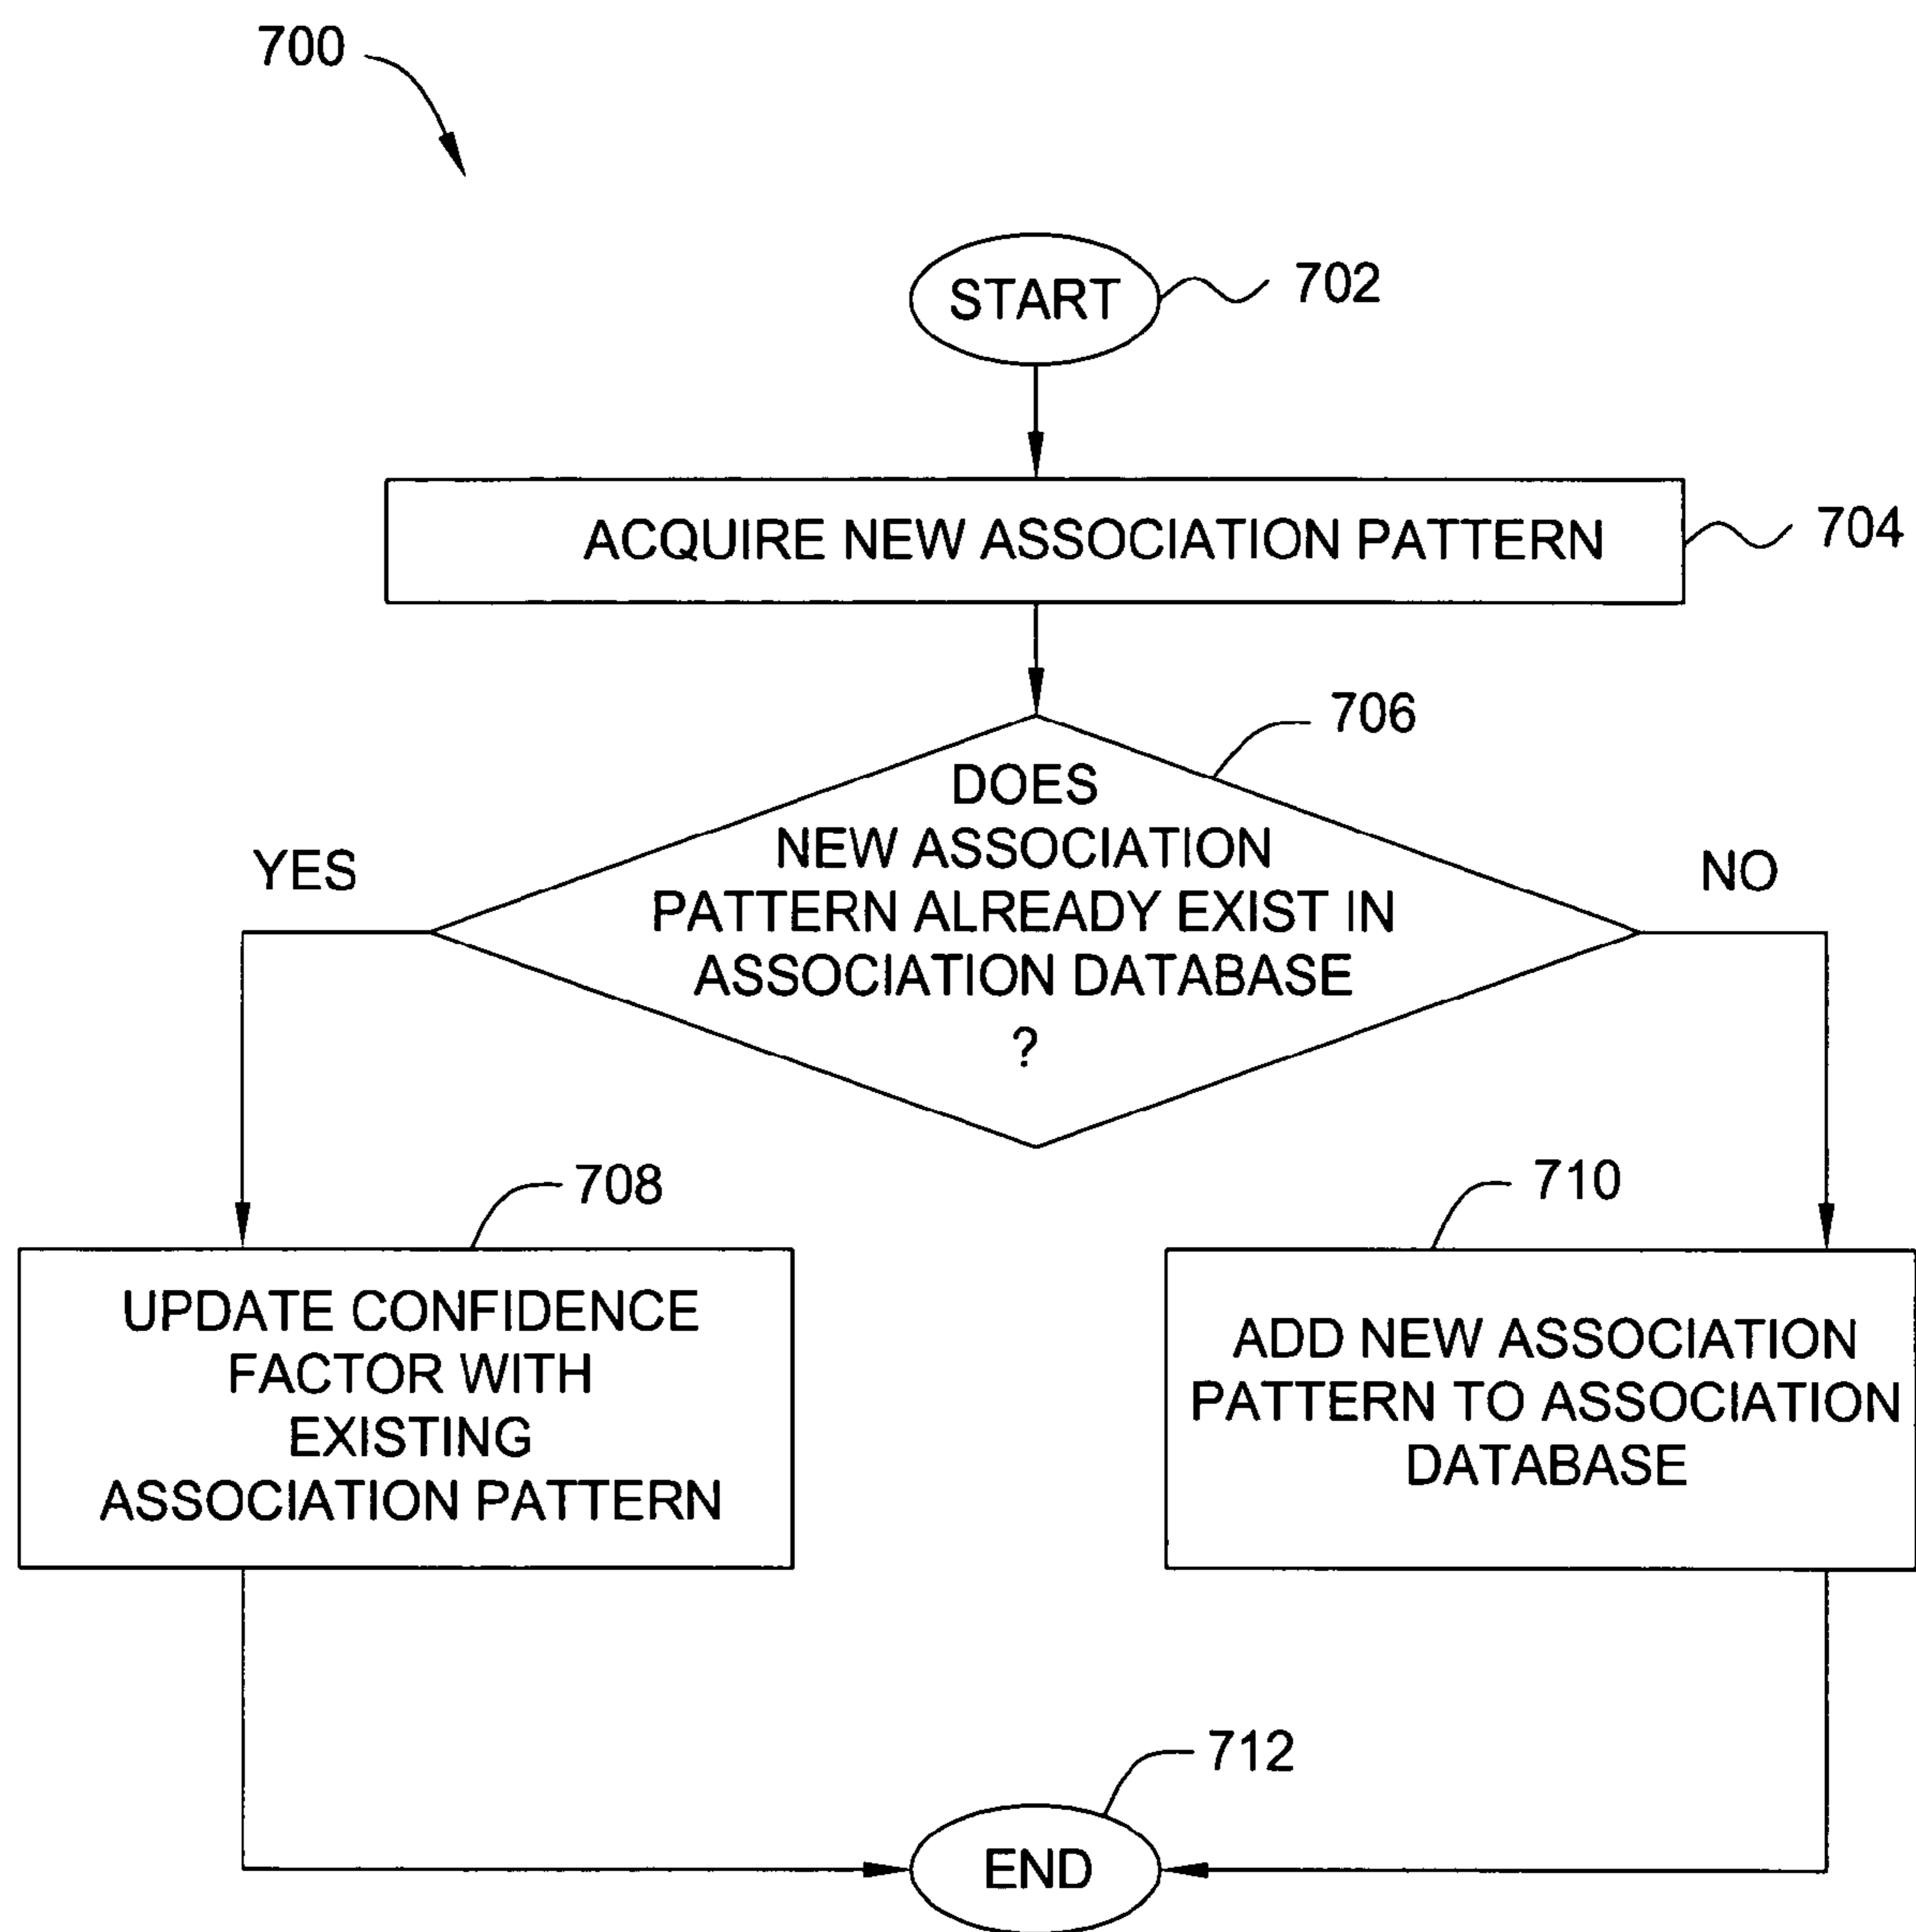 700
START
702
ACQUIRE NEW ASSOCIATION PATTERN
704
706
DOES
NEW ASSOCIATION
PATTERN ALREADY EXIST IN
ASSOCIATION DATABASE
?
YES
NO
708
UPDATE CONFIDENCE
FACTOR WITH
EXISTING
ASSOCIATION PATTERN
710
ADD NEW ASSOCIATION
PATTERN TO ASSOCIATION
DATABASE
712
END